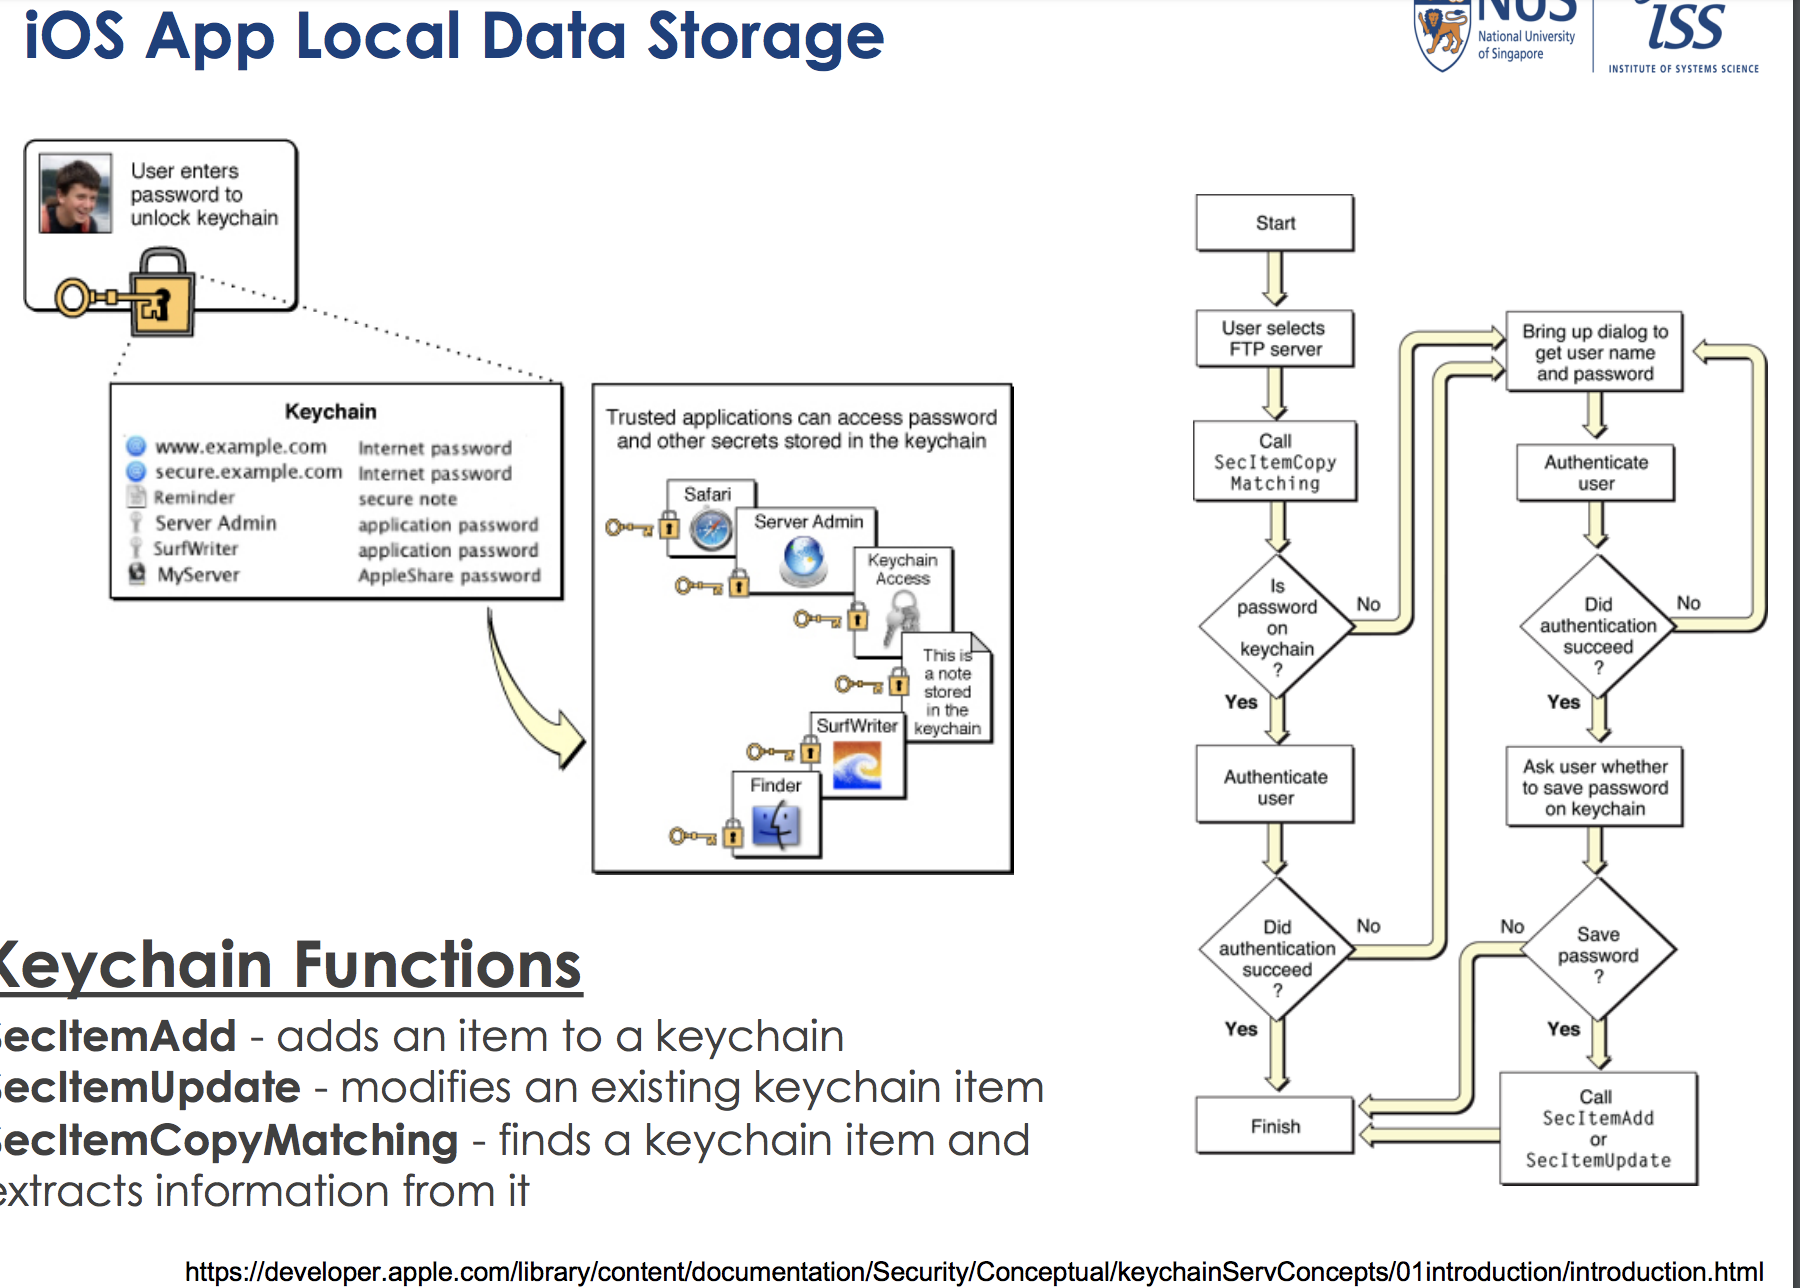 iOS App Local Data Storage
NUS
National University
of Singapore
iss
INSTITUTE OF SYSTEMS SCIENCE
User enters
password to
unlock keychain
Keychain
www.example.com Internet password
secure.example.com Internet password
Reminder secure note
Server Admin application password
SurfWriter application password
MyServer AppleShare password
Trusted applications can access password
and other secrets stored in the keychain
Safari
Server Admin
Keychain
Access
This is
a note
stored
in the
keychain
SurfWriter
Finder
Start
User selects
FTP server
Call
SecItemCopy
Matching
Is
password
on
keychain
?
No
Yes
Authenticate
user
Did
authentication
succeed
?
No
Yes
Finish
Bring up dialog to
get user name
and password
Authenticate
user
Did
authentication
succeed
?
No
Yes
Ask user whether
to save password
on keychain
Save
password
?
No
Yes
Call
SecItemAdd
or
SecItemUpdate
Keychain Functions
SecItemAdd - adds an item to a keychain
SecItemUpdate - modifies an existing keychain item
SecItemCopyMatching - finds a keychain item and
extracts information from it
https://developer.apple.com/library/content/documentation/Security/Conceptual/keychainServConcepts/01introduction/introduction.html